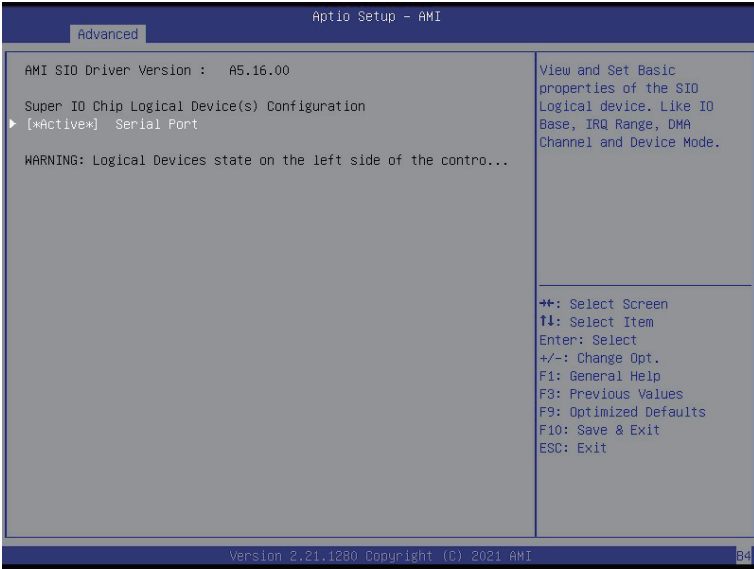 Aptio Setup – AMI
Advanced
AMI SIO Driver Version : A5.16.00
Super IO Chip Logical Device(s) Configuration
[*Active*] Serial Port
WARNING: Logical Devices state on the left side of the contro...
View and Set Basic
properties of the SIO
Logical device. Like IO
Base, IRQ Range, DMA
Channel and Device Mode.
→←: Select Screen
↑↓: Select Item
Enter: Select
+/-: Change Opt.
F1: General Help
F3: Previous Values
F9: Optimized Defaults
F10: Save & Exit
ESC: Exit
Version 2.21.1280 Copyright (C) 2021 AMI
B4